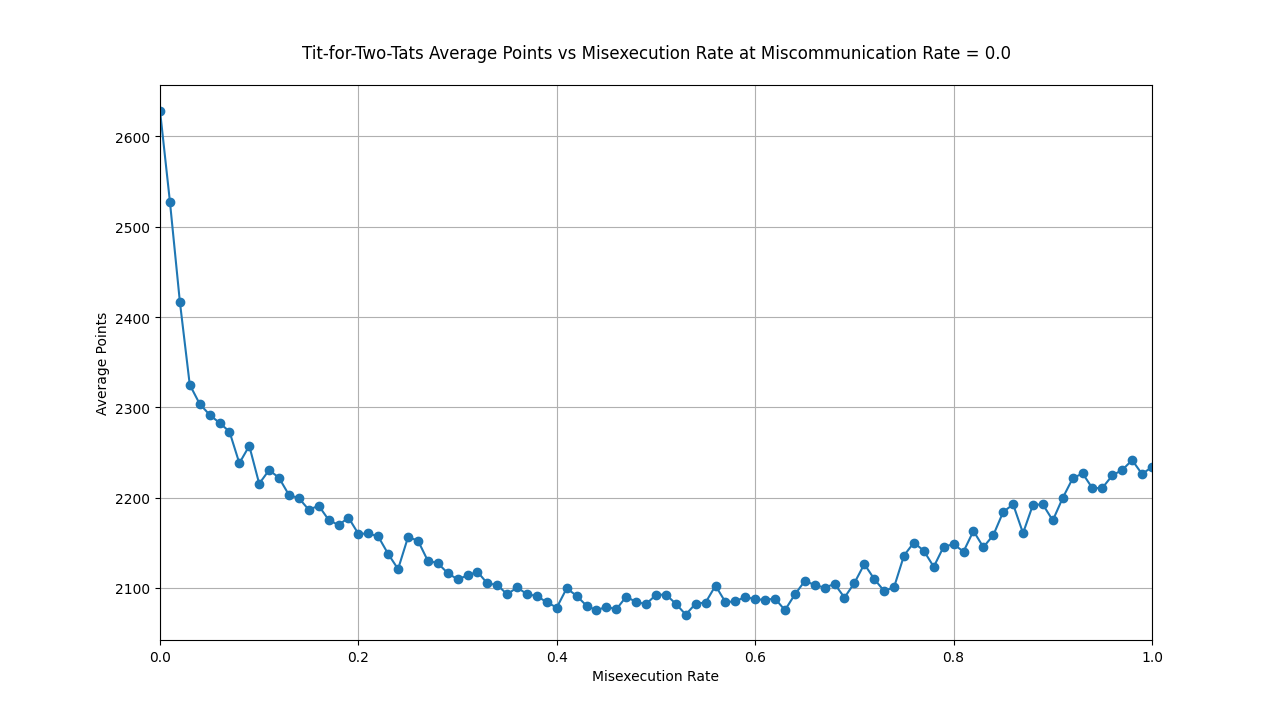 Tit-for-Two-Tats Average Points vs Misexecution Rate at Miscommunication Rate = 0.0
2600
2500
2400
2300
2200
2100
Average Points
0.0 0.2 0.4 0.6 0.8 1.0
Misexecution Rate